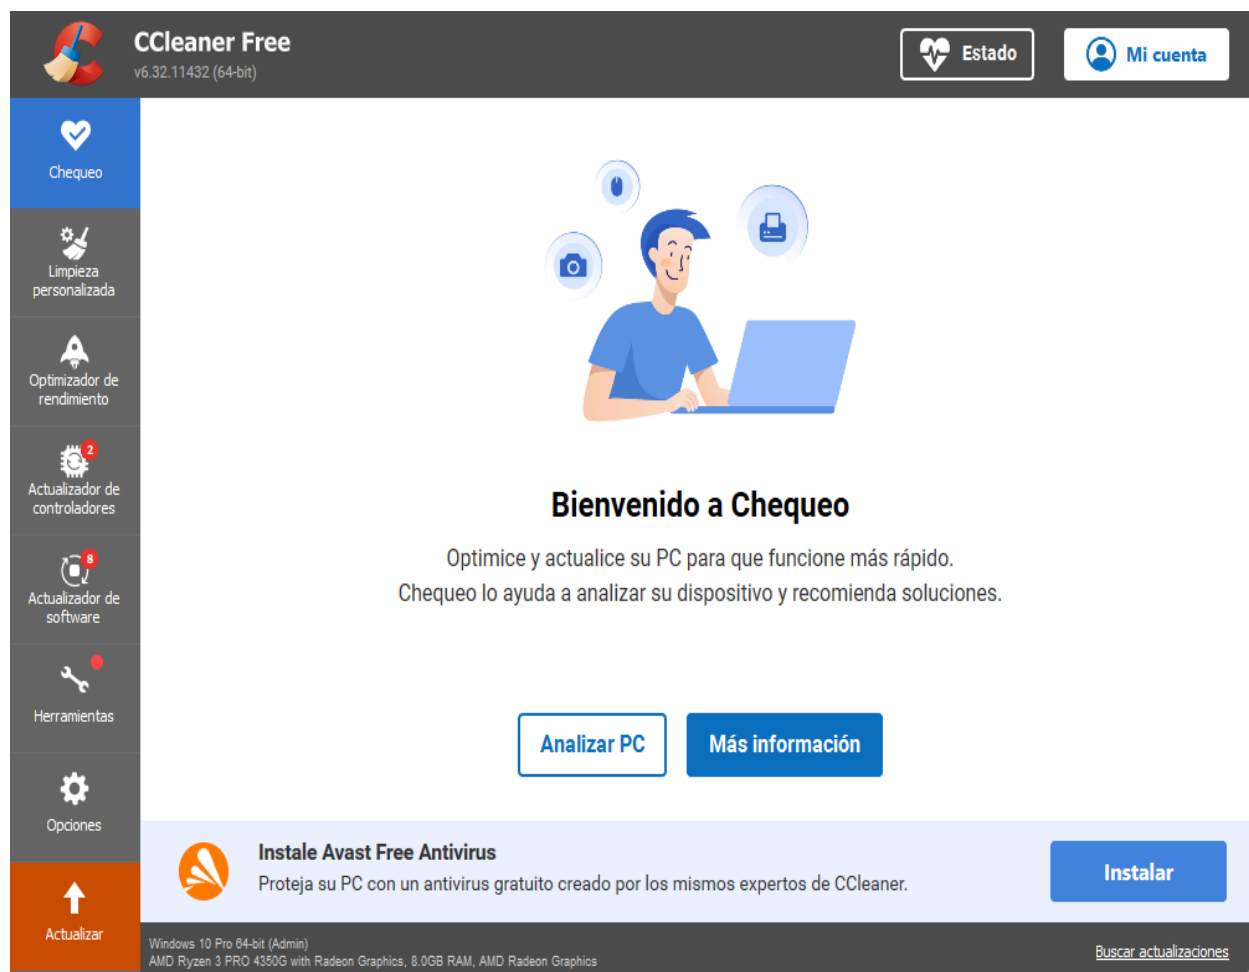 CCleaner Free
v6.32.11432 (64-bit)
Estado
Mi cuenta
Chequeo
Limpieza
personalizada
Optimizador de
rendimiento
2
Actualizador de
controladores
8
Actualizador de
software
Herramientas
Opciones
Actualizar
Bienvenido a Chequeo
Optimice y actualice su PC para que funcione más rápido.
Chequeo lo ayuda a analizar su dispositivo y recomienda soluciones.
Analizar PC
Más información
Instale Avast Free Antivirus
Proteja su PC con un antivirus gratuito creado por los mismos expertos de CCleaner.
Instalar
Windows 10 Pro 64-bit (Admin)
AMD Ryzen 3 PRO 4350G with Radeon Graphics, 8.0GB RAM, AMD Radeon Graphics
Buscar actualizaciones